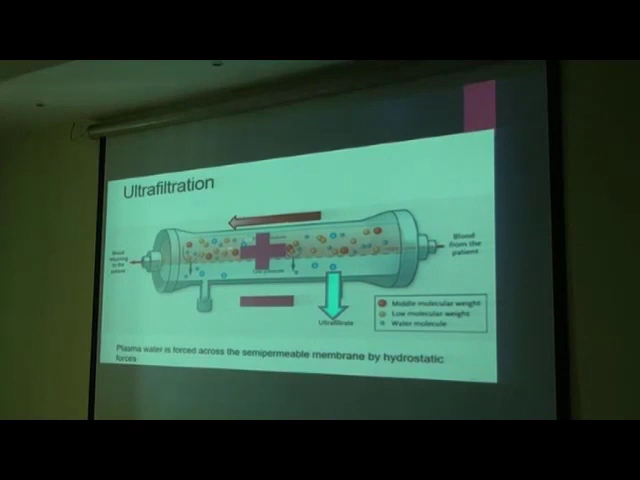 Ultrafiltration
Blood
returning
to the
patient
Blood
from the
patient
Ultrafiltrate
Middle molecular weight
Low molecular weight
Water molecule
Plasma water is forced across the semipermeable membrane by hydrostatic
forces